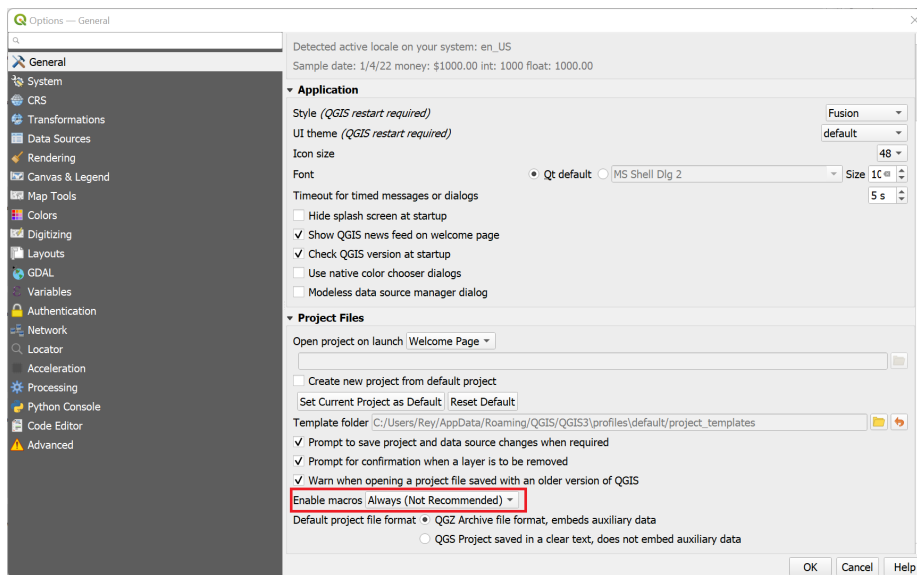 Options — General
General
System
CRS
Transformations
Data Sources
Rendering
Canvas & Legend
Map Tools
Colors
Digitizing
Layouts
GDAL
Variables
Authentication
Network
Locator
Acceleration
Processing
Python Console
Code Editor
Advanced
Detected active locale on your system: en_US
Sample date: 1/4/22 money: $1000.00 int: 1000 float: 1000.00
Application
Style (QGIS restart required) Fusion
UI theme (QGIS restart required) default
Icon size 48
Font Qt default MS Shell Dlg 2 Size
Timeout for timed messages or dialogs 5 s
Hide splash screen at startup
Show QGIS news feed on welcome page
Check QGIS version at startup
Use native color chooser dialogs
Modeless data source manager dialog
Project Files
Open project on launch Welcome Page
Create new project from default project
Set Current Project as Default Reset Default
Template folder C:/Users/Rey/AppData/Roaming/QGIS/QGIS3\profiles\default/project_templates
Prompt to save project and data source changes when required
Prompt for confirmation when a layer is to be removed
Warn when opening a project file saved with an older version of QGIS
Enable macros Always (Not Recommended)
Default project file format QGZ Archive file format, embeds auxiliary data
QGS Project saved in a clear text, does not embed auxiliary data
OK Cancel Help